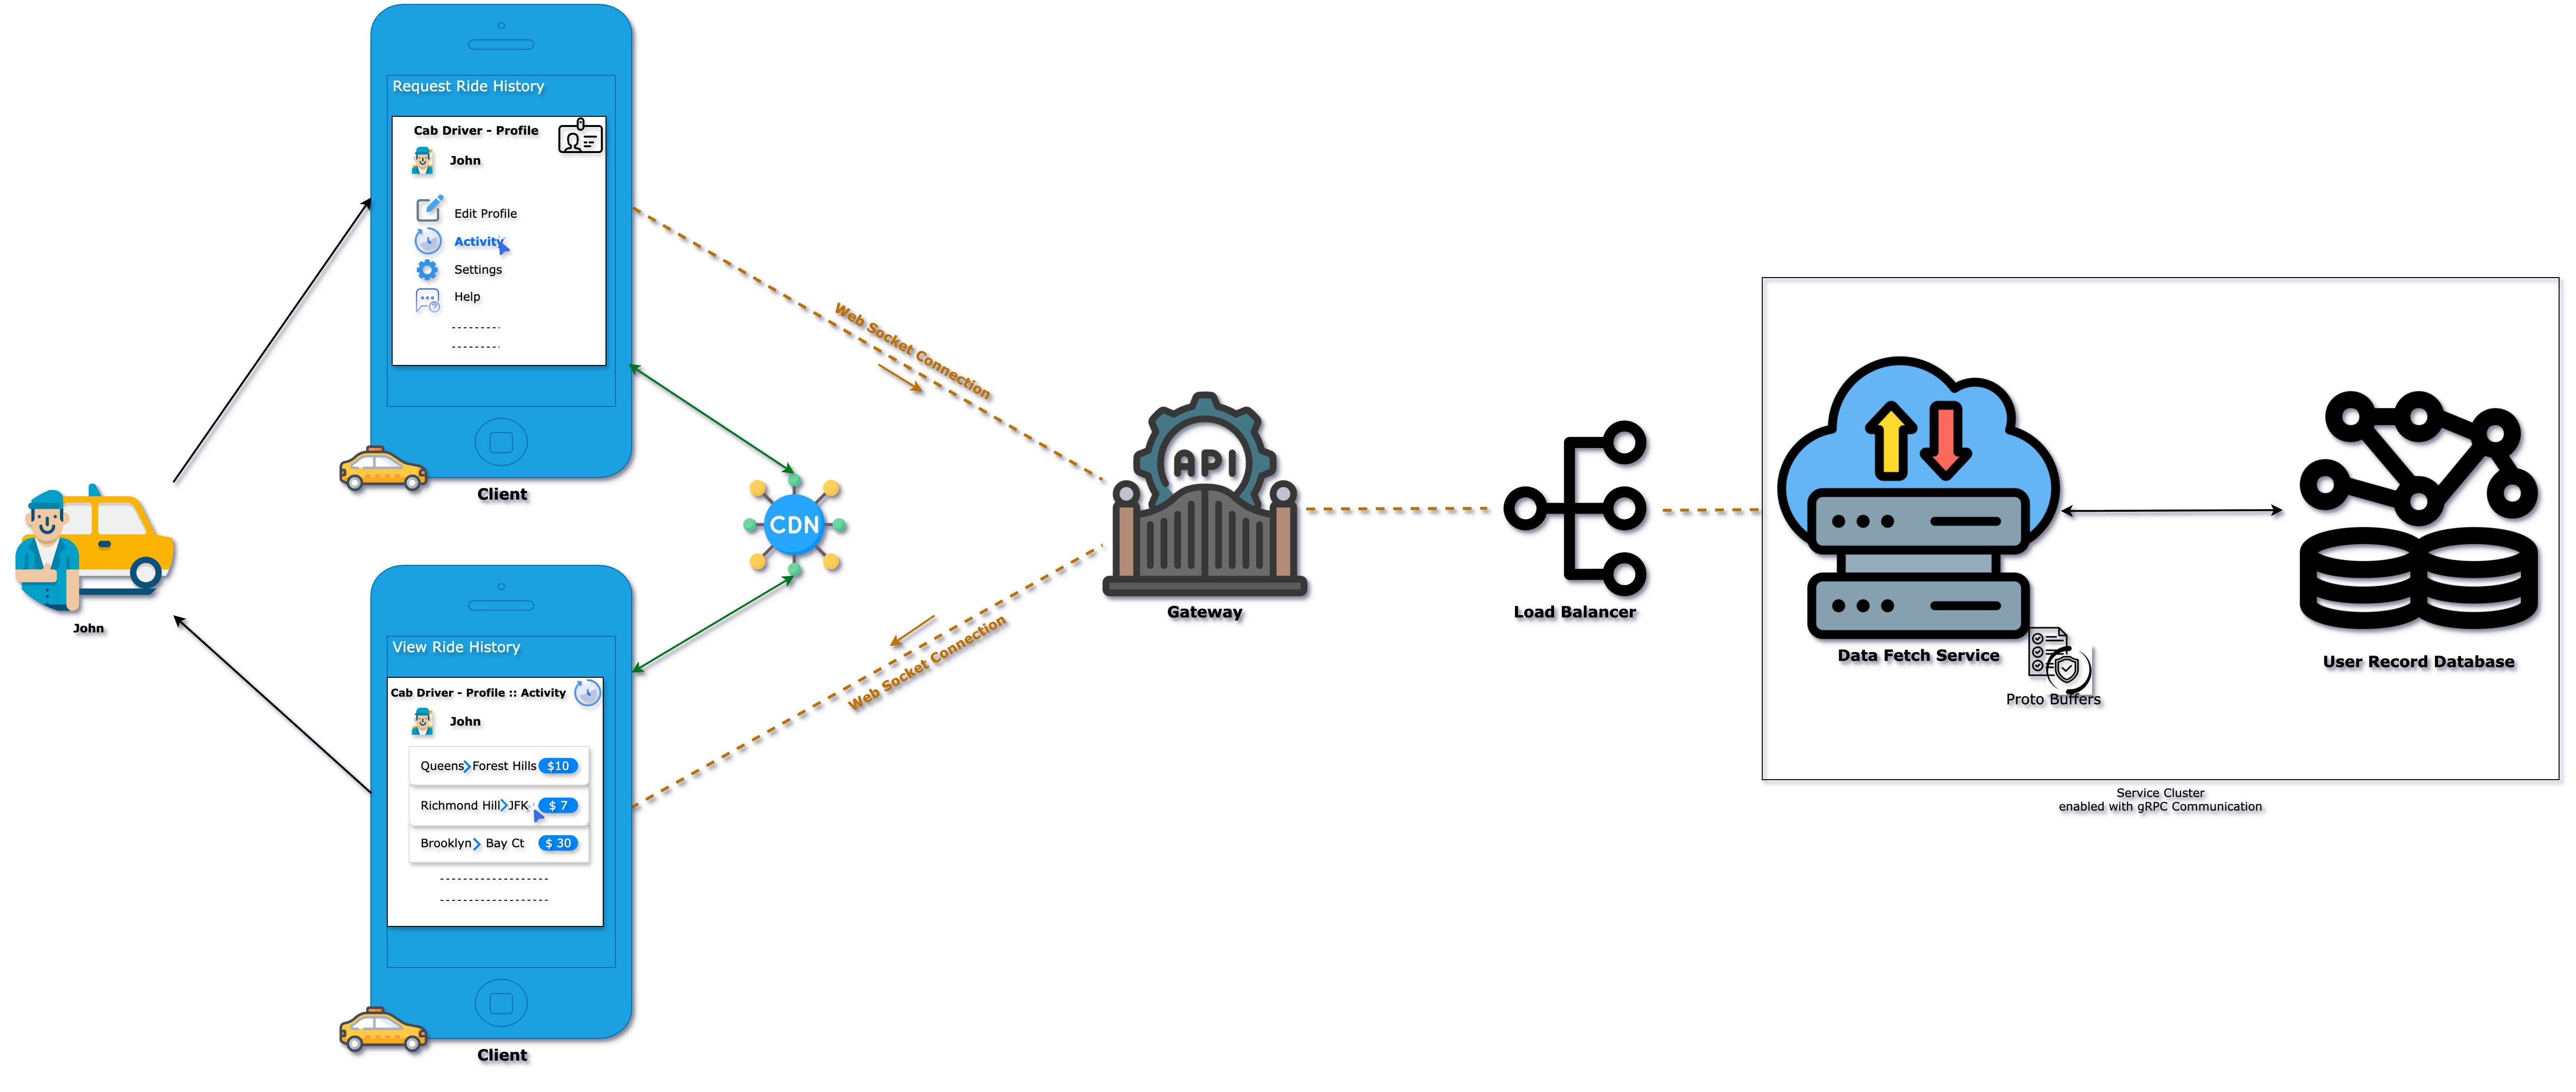 Request Ride History
Cab Driver - Profile
John
Edit Profile
Activity
Settings
Help
Client
Web Socket Connection
CDN
API
Gateway
Load Balancer
Data Fetch Service
Proto Buffers
User Record Database
Service Cluster
enabled with gRPC Communication
John
View Ride History
Cab Driver - Profile :: Activity
John
Queens Forest Hills $10
Richmond Hill JFK $ 7
Brooklyn Bay Ct $ 30
Client
Web Socket Connection